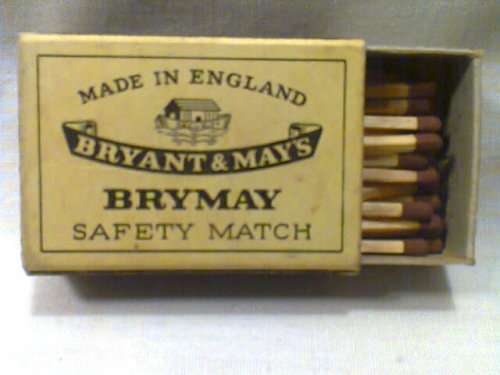 MADE IN ENGLAND
BRYANT & MAY'S
BRYMAY
SAFETY MATCH